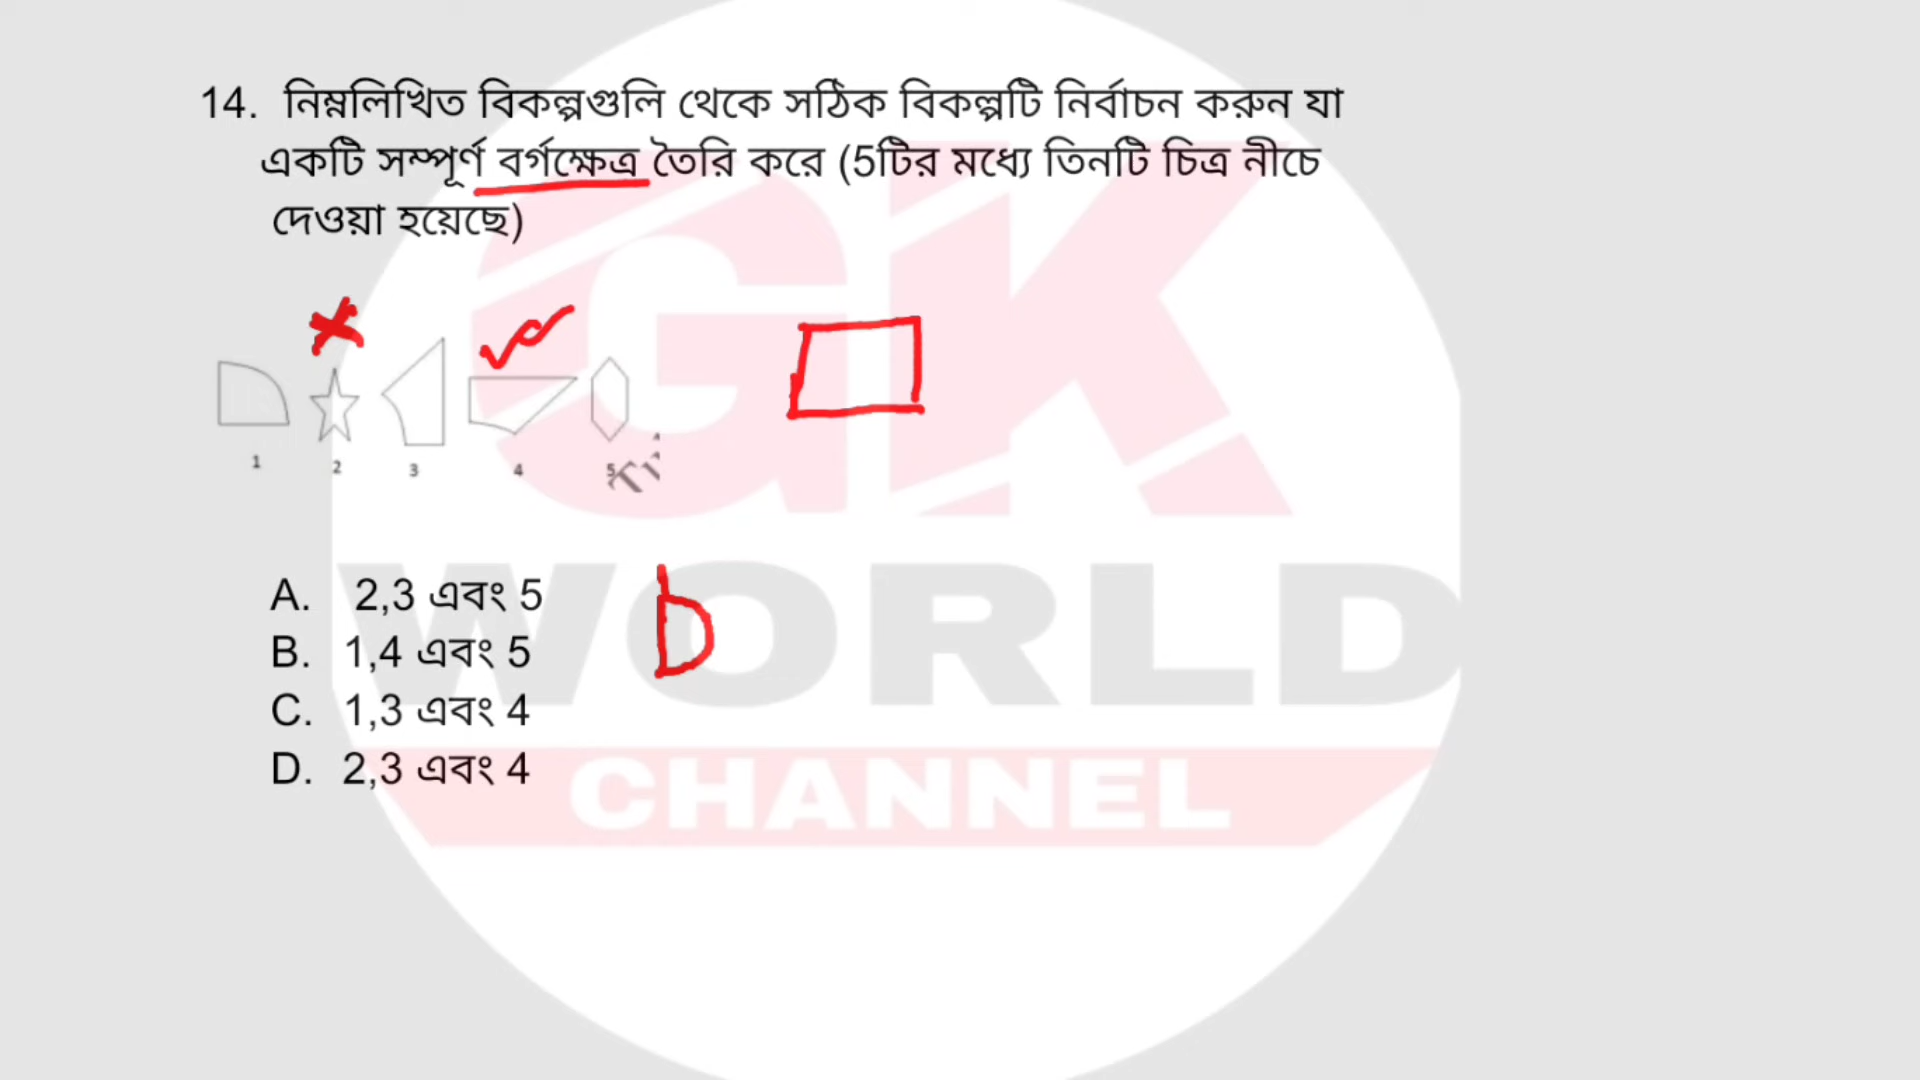 14. নিম্নলিখিত বিকল্পগুলি থেকে সঠিক বিকল্পটি নির্বাচন করুন যা
একটি সম্পূর্ণ বর্গক্ষেত্র তৈরি করে (5টির মধ্যে তিনটি চিত্র নীচে
দেওয়া হয়েছে)
1 2 3 4 5
A. 2,3 এবং 5
B. 1,4 এবং 5
C. 1,3 এবং 4
D. 2,3 এবং 4
GK
WORLD
CHANNEL